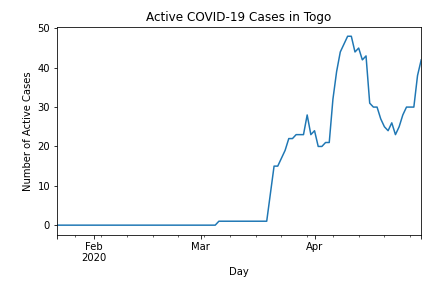 Active COVID-19 Cases in Togo
50
40
30
20
10
0
Number of Active Cases
Feb
2020
Mar
Apr
Day